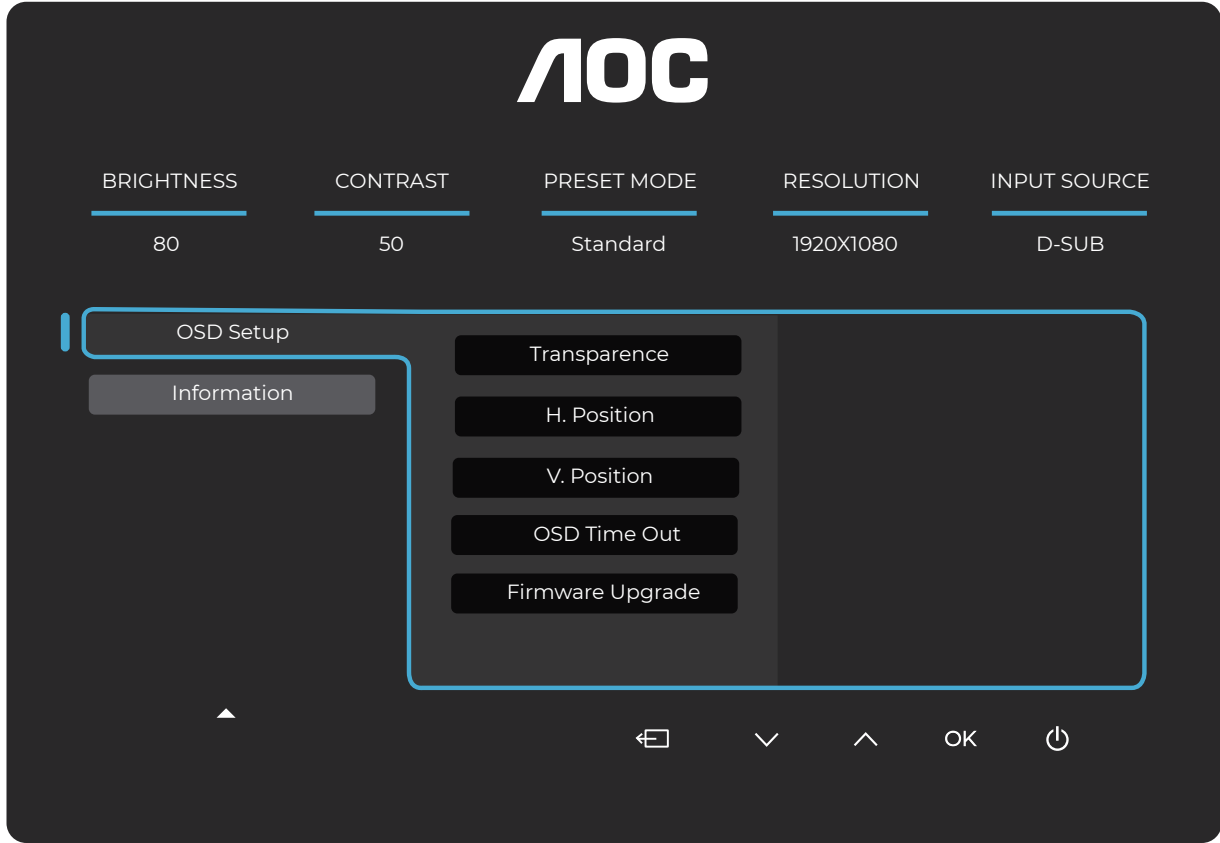 AOC
BRIGHTNESS
CONTRAST
PRESET MODE
RESOLUTION
INPUT SOURCE
80
50
Standard
1920X1080
D-SUB
OSD Setup
Information
Transparence
H. Position
V. Position
OSD Time Out
Firmware Upgrade
OK